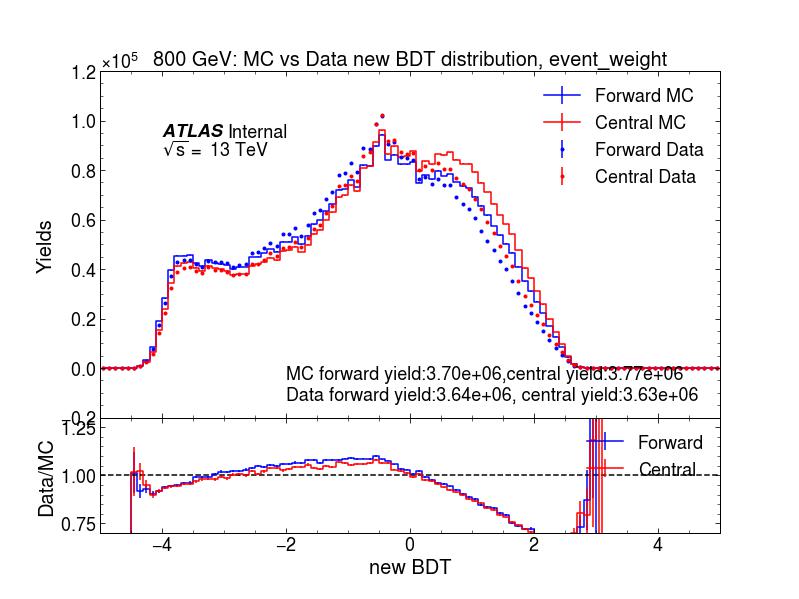 ×10⁵ 800 GeV: MC vs Data new BDT distribution, event_weight
1.2
1.0
0.8
0.6
0.4
0.2
0.0
0.2
Yields
ATLAS Internal
√s = 13 TeV
Forward MC
Central MC
Forward Data
Central Data
MC forward yield:3.70e+06,central yield:3.77e+06
Data forward yield:3.64e+06, central yield:3.63e+06
1.25
1.00
0.75
Data/MC
Forward
Central
−4 −2 0 2 4
new BDT